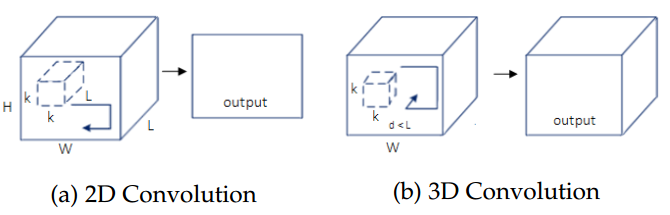 H
k
k
L
L
W
output
(a) 2D Convolution
k
k
d < L
W
output
(b) 3D Convolution